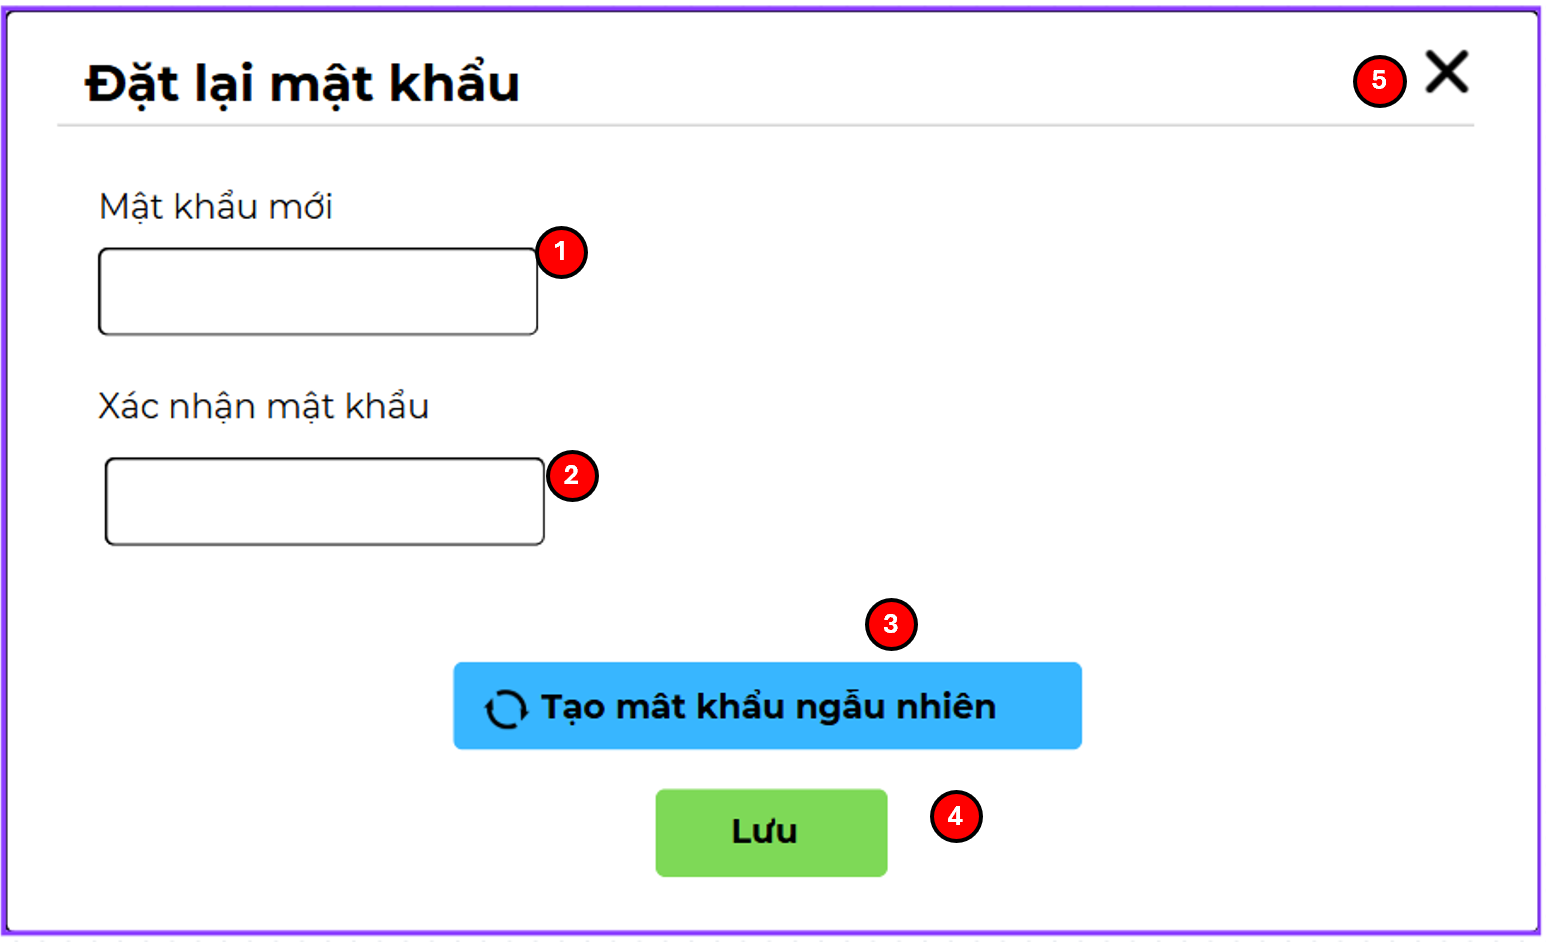 Đặt lại mật khẩu
5
Mật khẩu mới
1
Xác nhận mật khẩu
2
3
Tạo mât khẩu ngẫu nhiên
Lưu
4